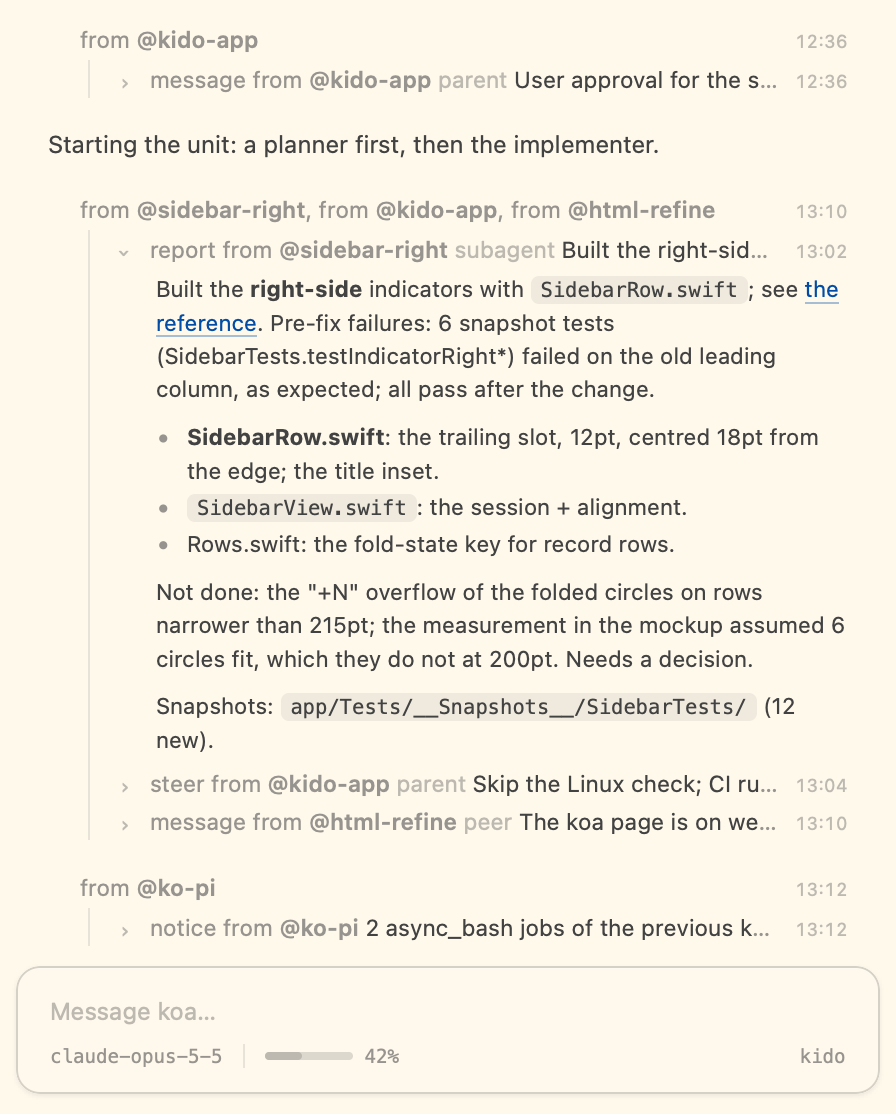 from @kido-app 12:36
› message from @kido-app parent User approval for the s... 12:36
Starting the unit: a planner first, then the implementer.
from @sidebar-right, from @kido-app, from @html-refine 13:10
report from @sidebar-right subagent Built the right-sid... 13:02
Built the right-side indicators with SidebarRow.swift; see the
reference. Pre-fix failures: 6 snapshot tests
(SidebarTests.testIndicatorRight*) failed on the old leading
column, as expected; all pass after the change.
• SidebarRow.swift: the trailing slot, 12pt, centred 18pt from
the edge; the title inset.
• SidebarView.swift: the session + alignment.
• Rows.swift: the fold-state key for record rows.
Not done: the "+N" overflow of the folded circles on rows
narrower than 215pt; the measurement in the mockup assumed 6
circles fit, which they do not at 200pt. Needs a decision.
Snapshots: app/Tests/__Snapshots__/SidebarTests/ (12
new).
› steer from @kido-app parent Skip the Linux check; CI ru... 13:04
› message from @html-refine peer The koa page is on we... 13:10
from @ko-pi 13:12
› notice from @ko-pi 2 async_bash jobs of the previous k... 13:12
Message koa...
claude-opus-5-5 42% kido